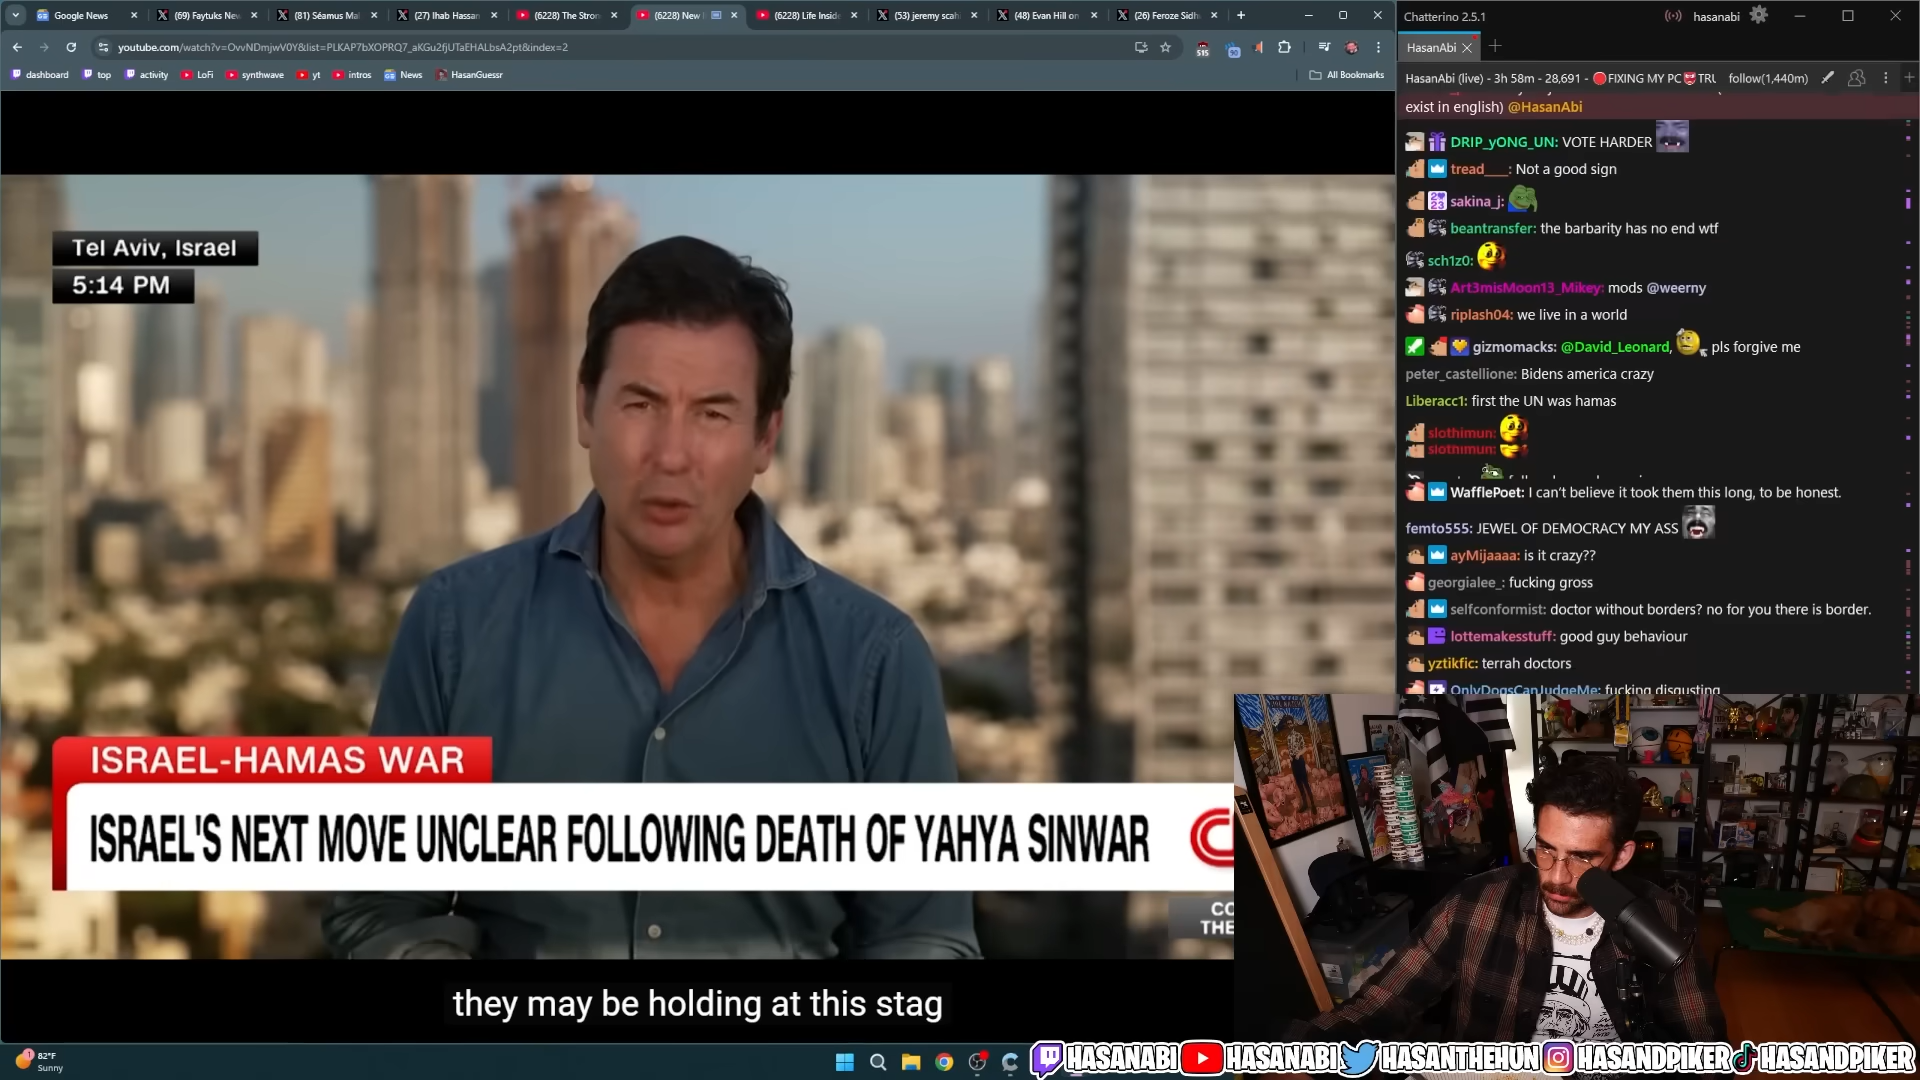 Google News
(69) Faytuks New
(81) Séamus Mal
(27) Ihab Hassan
(6228) The Stron
(6228) New I
(6228) Life Inside
(53) jeremy scahi
(48) Evan Hill on
(26) Feroze Sidh
Chatterino 2.5.1
hasanabi
youtube.com/watch?v=OvvNDmjwV0Y&list=PLKAP7bXOPRQ7_aKGu2fjUTaEHALbsA2pt&index=2
515
90
HasanAbi
dashboard top activity LoFi synthwave yt intros News HasanGuessr All Bookmarks
HasanAbi (live) - 3h 58m - 28,691 - FIXING MY PC TRU follow(1,440m)
exist in english) @HasanAbi
DRIP_yONG_UN: VOTE HARDER
tread____: Not a good sign
sakina_j:
beantransfer: the barbarity has no end wtf
sch1z0:
Art3misMoon13_Mikey: mods @weerny
riplash04: we live in a world
gizmomacks: @David_Leonard, pls forgive me
peter_castellione: Bidens america crazy
Liberacc1: first the UN was hamas
slothimun:
slothimun:
WafflePoet: I can't believe it took them this long, to be honest.
femto555: JEWEL OF DEMOCRACY MY ASS
ayMijaaaa: is it crazy??
georgialee_: fucking gross
selfconformist: doctor without borders? no for you there is border.
lottemakesstuff: good guy behaviour
yztikfic: terrah doctors
OnlyDogsCanJudgeMe: fucking disgusting
Tel Aviv, Israel
5:14 PM
ISRAEL-HAMAS WAR
ISRAEL'S NEXT MOVE UNCLEAR FOLLOWING DEATH OF YAHYA SINWAR
CO
THE
they may be holding at this stag
82°F
Sunny
HASANABI HASANABI HASANTHEHUN HASANDPIKER HASANDPIKER